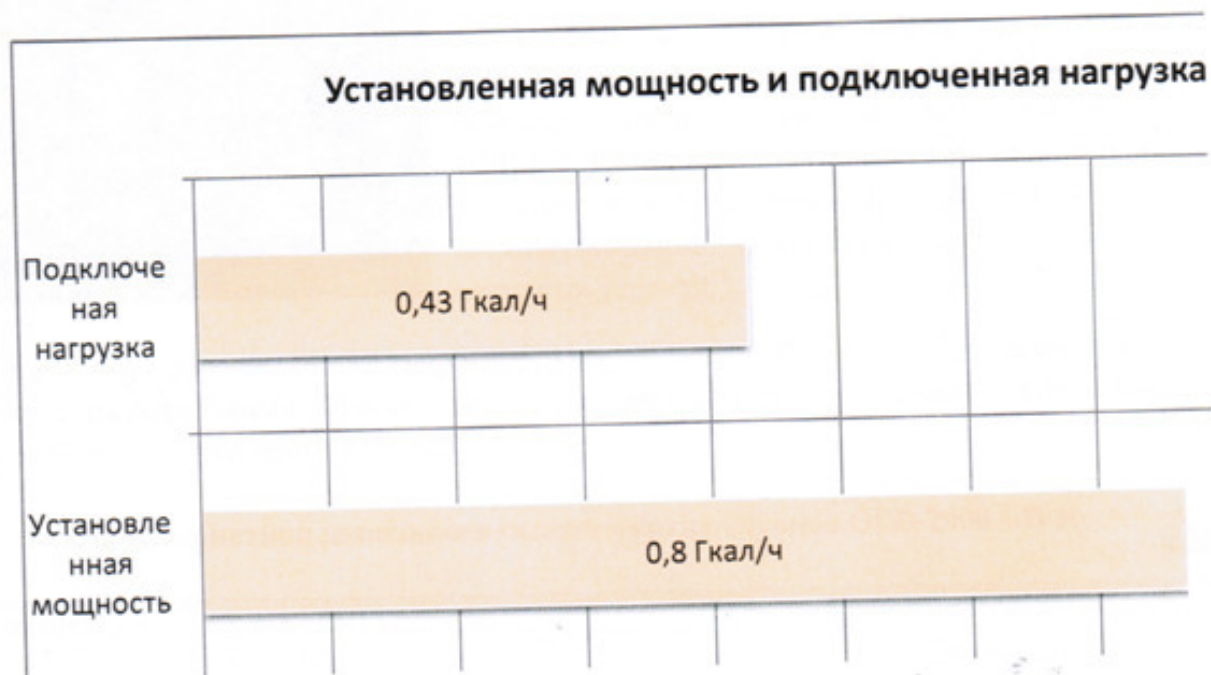 Установленная мощность и подключенная нагрузка
Подключе
ная
нагрузка
0,43 Гкал/ч
Установле
нная
мощность
0,8 Гкал/ч